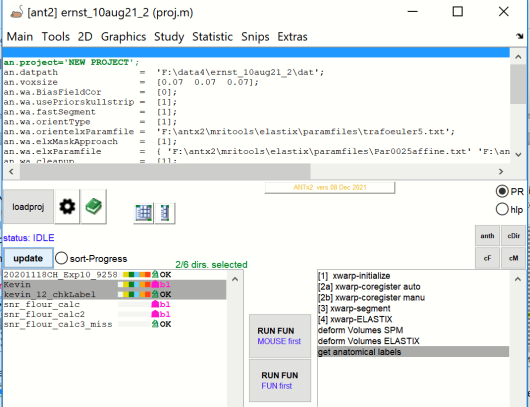 [ant2] ernst_10aug21_2 (proj.m)
Main Tools 2D Graphics Study Statistic Snips Extras
an.project='NEW PROJECT';
an.datpath = 'F:\data4\ernst_10aug21_2\dat';
an.voxsize = [0.07 0.07 0.07];
an.wa.BiasFieldCor = [0];
an.wa.usePriorskullstrip = [1];
an.wa.fastSegment = [1];
an.wa.orientType = [1];
an.wa.orientelxParamfile = 'F:\antx2\mritools\elastix\paramfiles\trafoeuler5.txt';
an.wa.elxMaskApproach = [1];
an.wa.elxParamfile = { 'F:\antx2\mritools\elastix\paramfiles\Par0025affine.txt' 'F:\an
an.wa.cleanup = [1];
ANTx2 vers 08 Dec 2021
PR
loadproj
hlp
status: IDLE
anth cDir
update sort-Progress
2/6 dirs. selected
cF cM
20201118CH_Exp10_9258 OK
Kevin bl
kevin_12_chkLabel OK
snr_flour_calc bl
snr_flour_calc2 bl
snr_flour_calc3_miss OK
RUN FUN
MOUSE first
RUN FUN
FUN first
[1] xwarp-initialize
[2a] xwarp-coregister auto
[2b] xwarp-coregister manu
[3] xwarp-segment
[4] xwarp-ELASTIX
deform Volumes SPM
deform Volumes ELASTIX
get anatomical labels